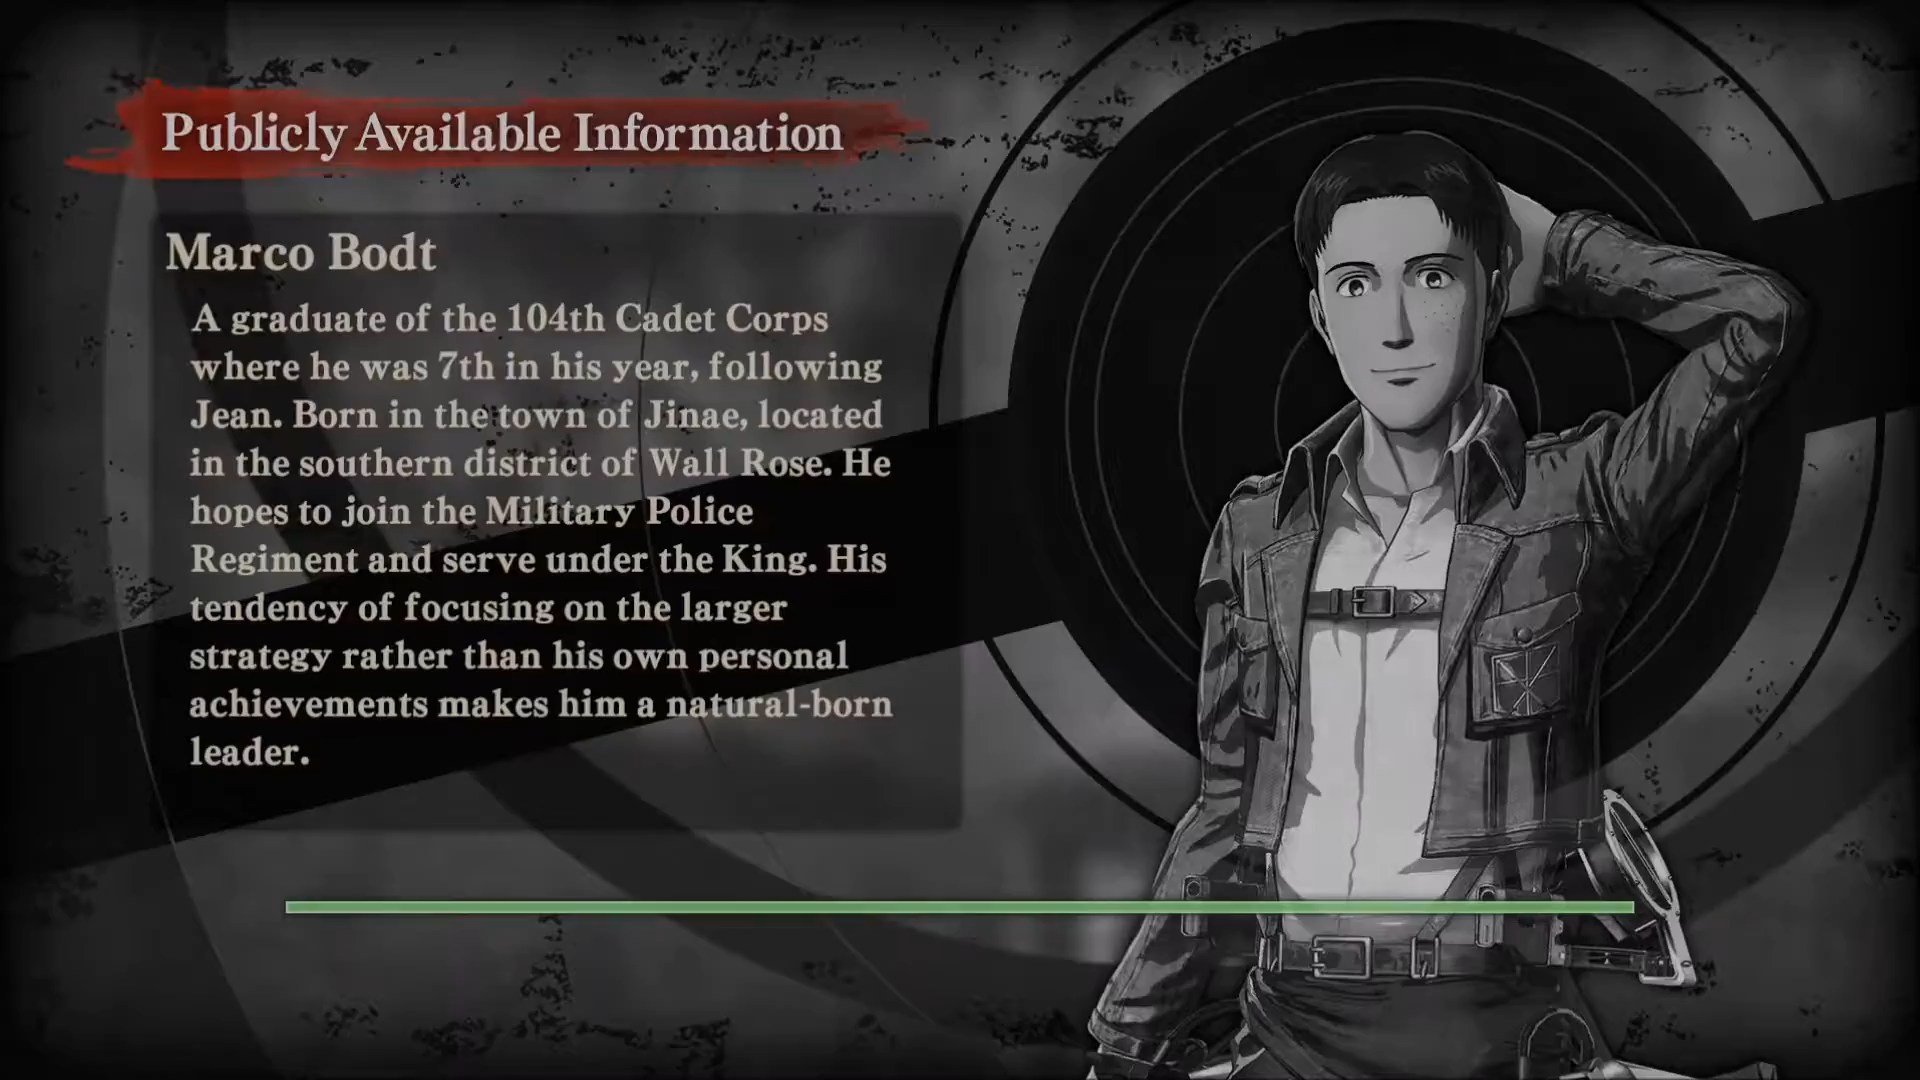 Publicly Available Information
Marco Bodt
A graduate of the 104th Cadet Corps
where he was 7th in his year, following
Jean. Born in the town of Jinae, located
in the southern district of Wall Rose. He
hopes to join the Military Police
Regiment and serve under the King. His
tendency of focusing on the larger
strategy rather than his own personal
achievements makes him a natural-born
leader.